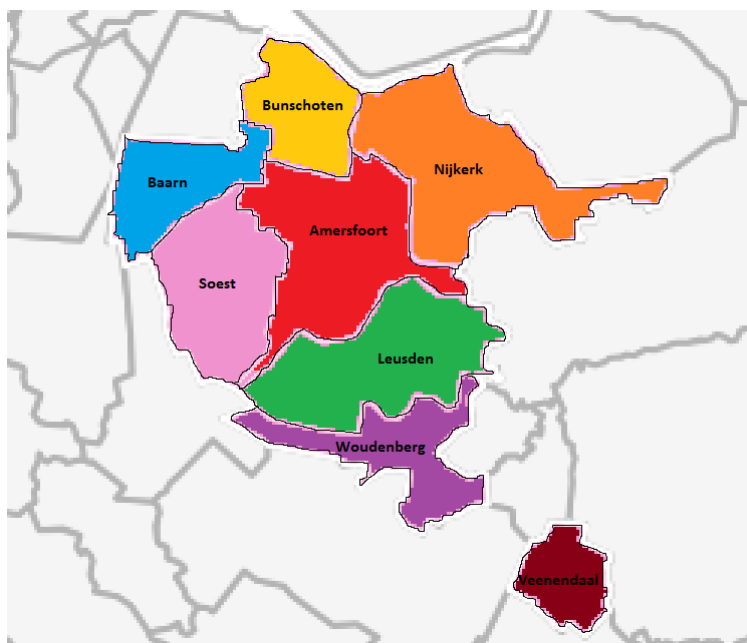 Bunschoten
Nijkerk
Baarn
Amersfoort
Soest
Leusden
Woudenberg
Veenendaal